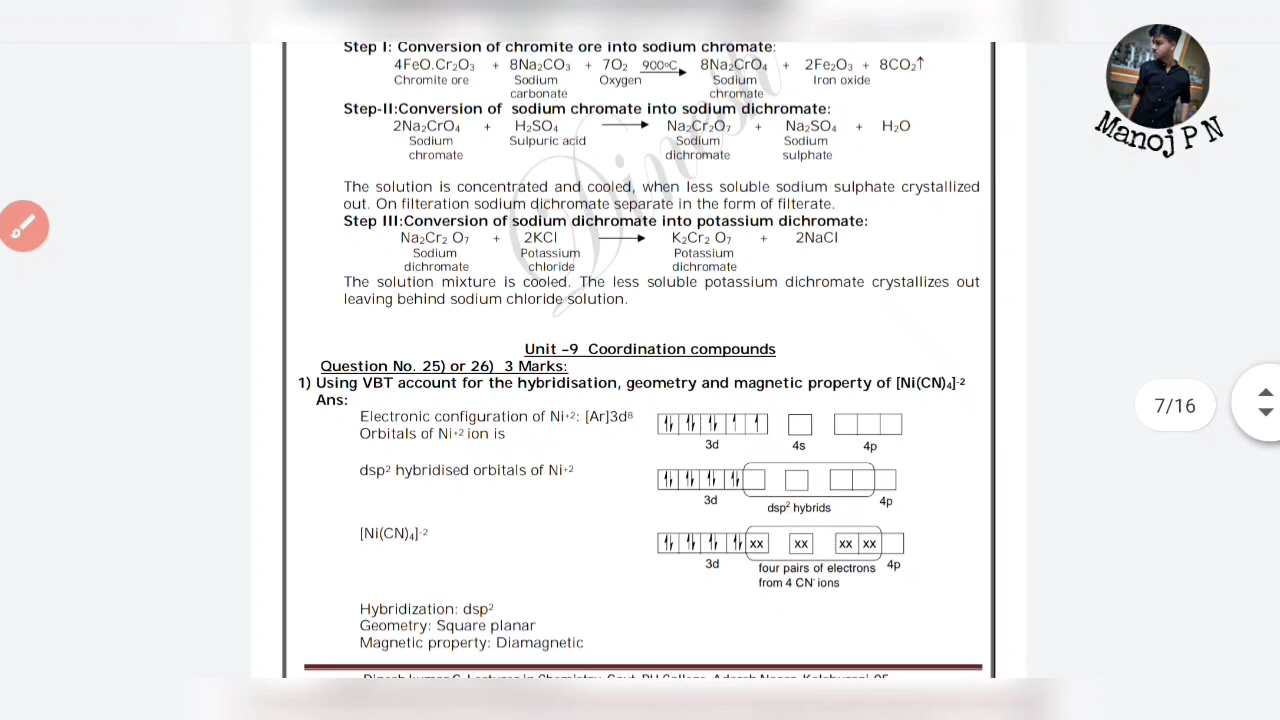 Step I: Conversion of chromite ore into sodium chromate:
4FeO.Cr₂O₃ + 8Na₂CO₃ + 7O₂ 900ºC 8Na₂CrO₄ + 2Fe₂O₃ + 8CO₂↑
Chromite ore Sodium Oxygen Sodium Iron oxide
carbonate chromate
Step-II:Conversion of sodium chromate into sodium dichromate:
2Na₂CrO₄ + H₂SO₄ → Na₂Cr₂O₇ + Na₂SO₄ + H₂O
Sodium Sulpuric acid Sodium Sodium
chromate dichromate sulphate
The solution is concentrated and cooled, when less soluble sodium sulphate crystallized
out. On filteration sodium dichromate separate in the form of filterate.
Step III:Conversion of sodium dichromate into potassium dichromate:
Na₂Cr₂ O₇ + 2KCl → K₂Cr₂ O₇ + 2NaCl
Sodium Potassium Potassium
dichromate chloride dichromate
The solution mixture is cooled. The less soluble potassium dichromate crystallizes out
leaving behind sodium chloride solution.
Unit –9 Coordination compounds
Question No. 25) or 26) 3 Marks:
1) Using VBT account for the hybridisation, geometry and magnetic property of [Ni(CN)₄]⁻²
Ans:
Electronic configuration of Ni⁺²: [Ar]3d⁸
Orbitals of Ni⁺² ion is
3d 4s 4p
dsp² hybridised orbitals of Ni⁺²
3d dsp² hybrids 4p
[Ni(CN)₄]⁻²
xx xx xx xx
3d four pairs of electrons 4p
from 4 CN⁻ ions
Hybridization: dsp²
Geometry: Square planar
Magnetic property: Diamagnetic
Dinesh
Manoj P N
7/16